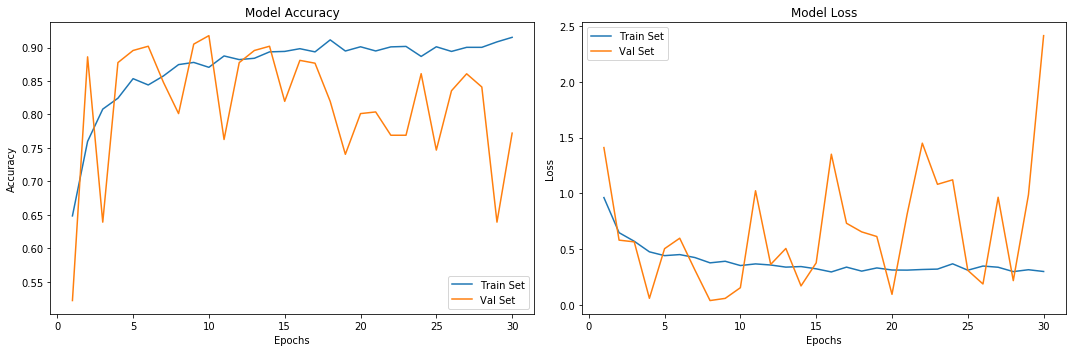 Model Accuracy
Accuracy
0.90
0.85
0.80
0.75
0.70
0.65
0.60
0.55
0 5 10 15 20 25 30
Epochs
Train Set
Val Set
Model Loss
Loss
2.5
2.0
1.5
1.0
0.5
0.0
0 5 10 15 20 25 30
Epochs
Train Set
Val Set